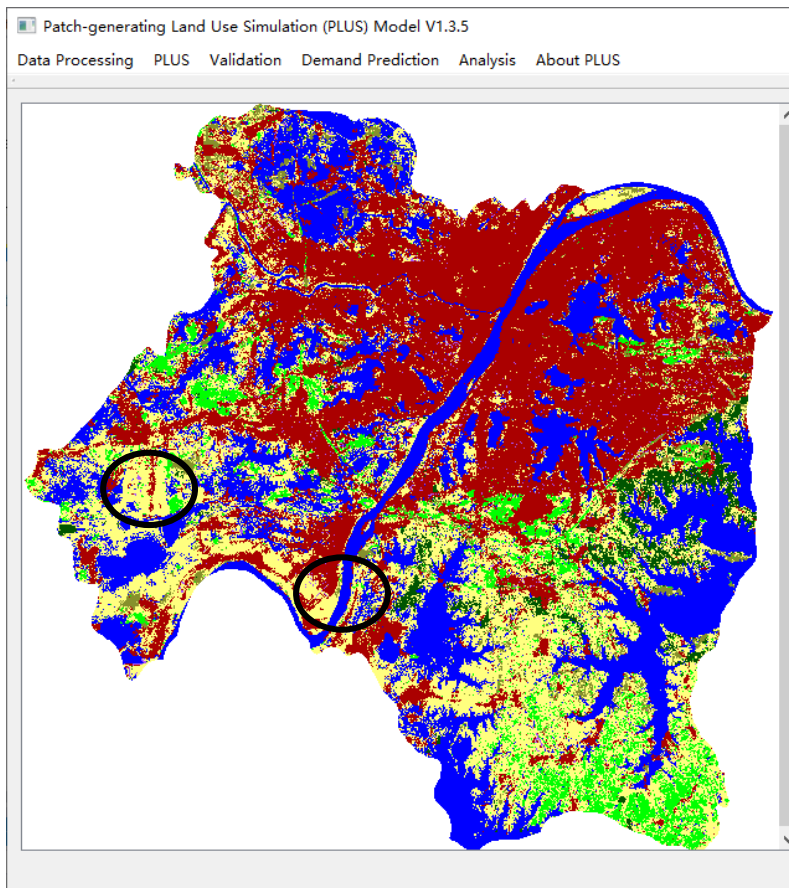 Patch-generating Land Use Simulation (PLUS) Model V1.3.5
Data Processing PLUS Validation Demand Prediction Analysis About PLUS